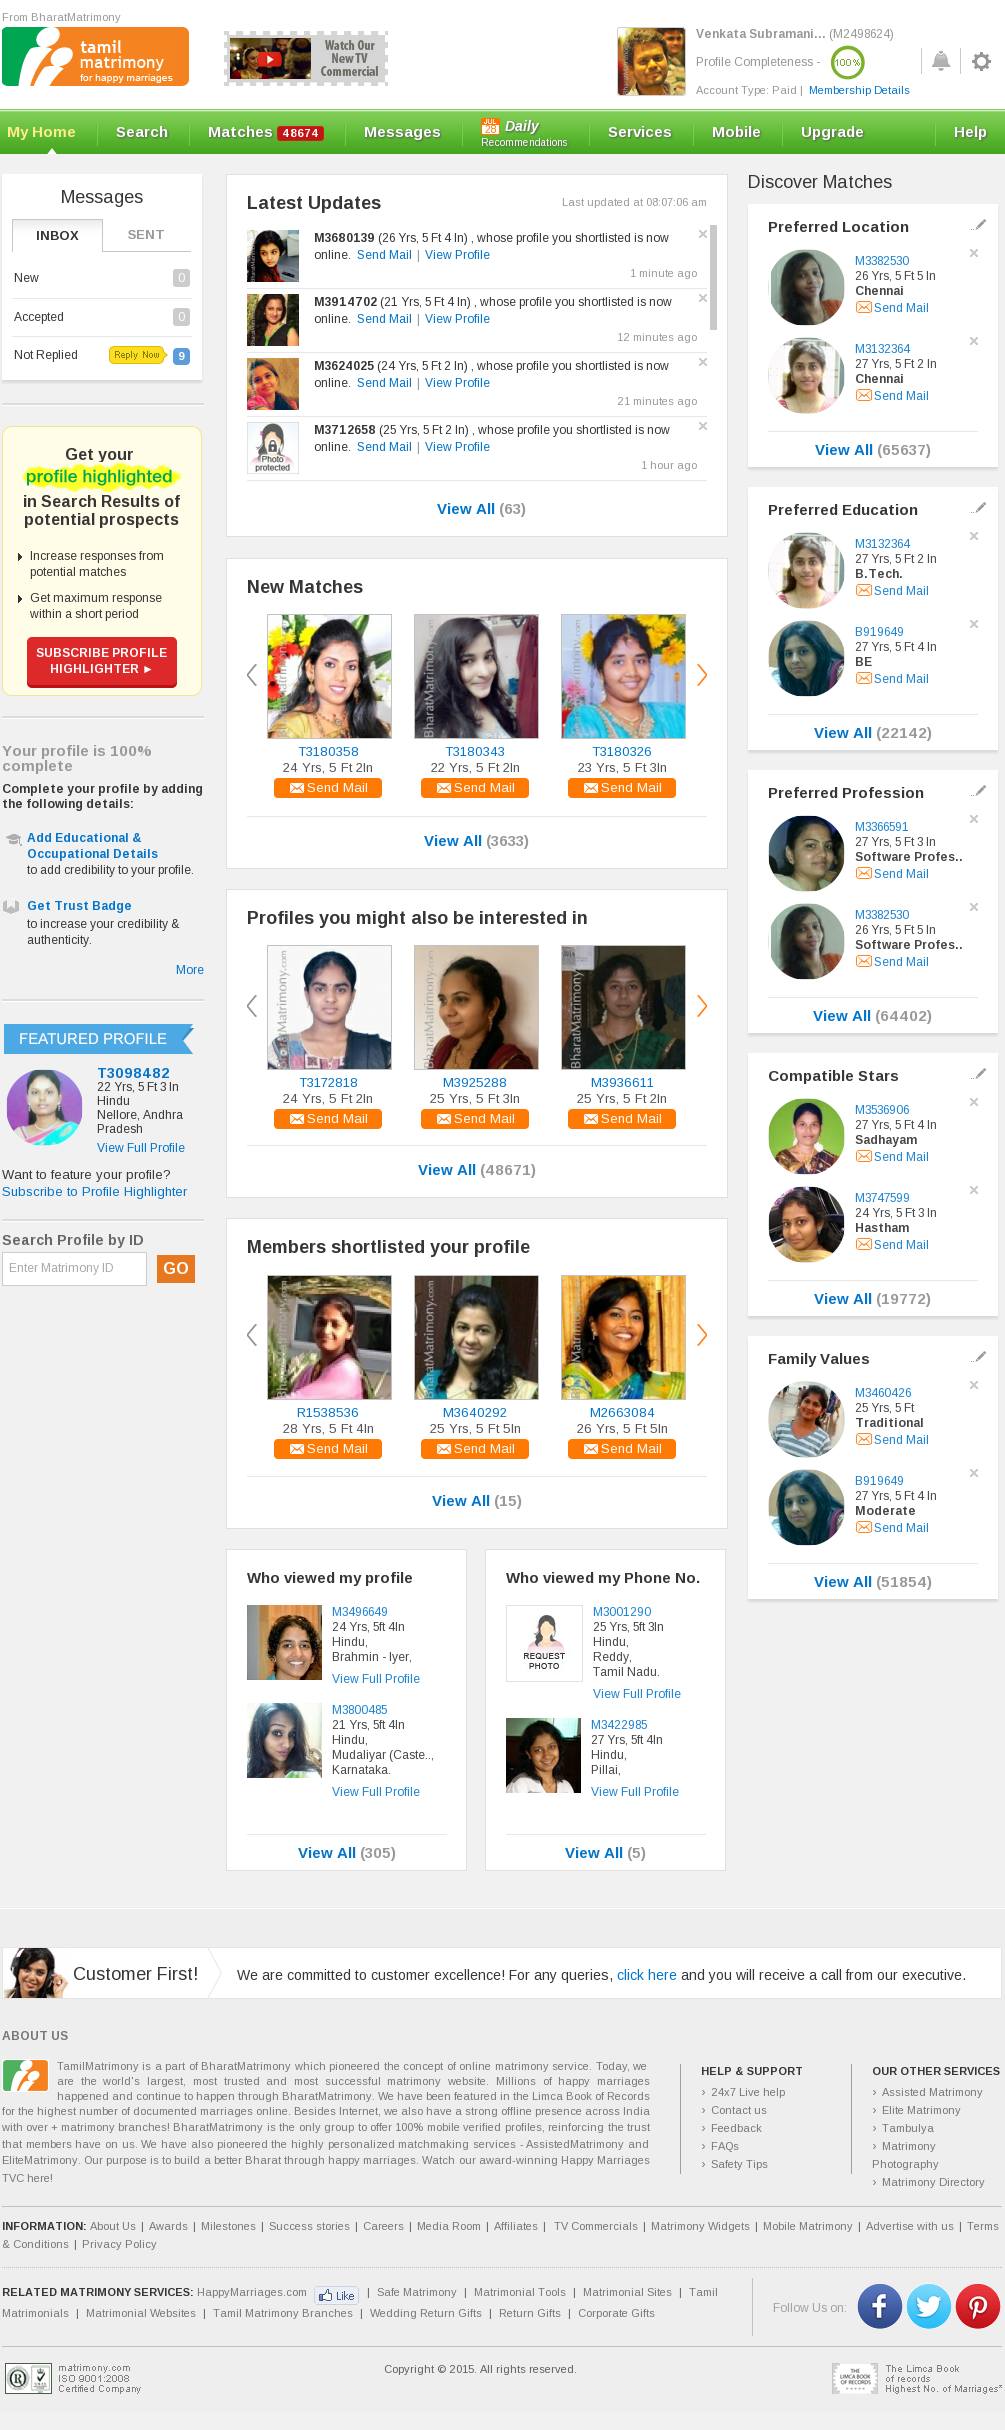 From BharatMatrimony
tamil
matrimony
for happy marriages
Watch Our
New TV
Commercial
Venkata Subramani... (M2498624)
Profile Completeness - 100%
Account Type: Paid | Membership Details
My Home
Search
Matches 48674
Messages
JUL
28
Daily
Recommendations
Services
Mobile
Upgrade
Help
Messages
INBOX
SENT
New 0
Accepted 0
Not Replied Reply Now 9
Get your
profile highlighted
in Search Results of
potential prospects
Increase responses from
potential matches
Get maximum response
within a short period
SUBSCRIBE PROFILE
HIGHLIGHTER ►
Your profile is 100%
complete
Complete your profile by adding
the following details:
Add Educational &
Occupational Details
to add credibility to your profile.
Get Trust Badge
to increase your credibility &
authenticity.
More
FEATURED PROFILE
T3098482
22 Yrs, 5 Ft 3 In
Hindu
Nellore, Andhra
Pradesh
View Full Profile
Want to feature your profile?
Subscribe to Profile Highlighter
Search Profile by ID
Enter Matrimony ID
GO
Latest Updates
Last updated at 08:07:06 am
M3680139 (26 Yrs, 5 Ft 4 In) , whose profile you shortlisted is now
online. Send Mail | View Profile
1 minute ago
M3914702 (21 Yrs, 5 Ft 4 In) , whose profile you shortlisted is now
online. Send Mail | View Profile
12 minutes ago
M3624025 (24 Yrs, 5 Ft 2 In) , whose profile you shortlisted is now
online. Send Mail | View Profile
21 minutes ago
Photo
protected
M3712658 (25 Yrs, 5 Ft 2 In) , whose profile you shortlisted is now
online. Send Mail | View Profile
1 hour ago
View All (63)
New Matches
BharatMatrimony
T3180358
24 Yrs, 5 Ft 2In
Send Mail
BharatMatrimony
T3180343
22 Yrs, 5 Ft 2In
Send Mail
BharatMatrimony
T3180326
23 Yrs, 5 Ft 3In
Send Mail
View All (3633)
Profiles you might also be interested in
BharatMatrimony.com
T3172818
24 Yrs, 5 Ft 2In
Send Mail
BharatMatrimony
M3925288
25 Yrs, 5 Ft 3In
Send Mail
BharatMatrimony
M3936611
25 Yrs, 5 Ft 2In
Send Mail
View All (48671)
Members shortlisted your profile
BharatMatrimony.com
R1538536
28 Yrs, 5 Ft 4In
Send Mail
BharatMatrimony.com
M3640292
25 Yrs, 5 Ft 5In
Send Mail
Matrimony.com
M2663084
26 Yrs, 5 Ft 5In
Send Mail
View All (15)
Who viewed my profile
M3496649
24 Yrs, 5ft 4In
Hindu,
Brahmin - Iyer,
View Full Profile
M3800485
21 Yrs, 5ft 4In
Hindu,
Mudaliyar (Caste..,
Karnataka.
View Full Profile
View All (305)
Who viewed my Phone No.
REQUEST
PHOTO
M3001290
25 Yrs, 5ft 3In
Hindu,
Reddy,
Tamil Nadu.
View Full Profile
M3422985
27 Yrs, 5ft 4In
Hindu,
Pillai,
View Full Profile
View All (5)
Discover Matches
Preferred Location
M3382530
26 Yrs, 5 Ft 5 In
Chennai
Send Mail
M3132364
27 Yrs, 5 Ft 2 In
Chennai
Send Mail
View All (65637)
Preferred Education
M3132364
27 Yrs, 5 Ft 2 In
B.Tech.
Send Mail
B919649
27 Yrs, 5 Ft 4 In
BE
Send Mail
View All (22142)
Preferred Profession
M3366591
27 Yrs, 5 Ft 3 In
Software Profes..
Send Mail
M3382530
26 Yrs, 5 Ft 5 In
Software Profes..
Send Mail
View All (64402)
Compatible Stars
M3536906
27 Yrs, 5 Ft 4 In
Sadhayam
Send Mail
M3747599
24 Yrs, 5 Ft 3 In
Hastham
Send Mail
View All (19772)
Family Values
M3460426
25 Yrs, 5 Ft
Traditional
Send Mail
B919649
27 Yrs, 5 Ft 4 In
Moderate
Send Mail
View All (51854)
Customer First!
We are committed to customer excellence! For any queries, click here and you will receive a call from our executive.
ABOUT US
TamilMatrimony is a part of BharatMatrimony which pioneered the concept of online matrimony service. Today, we
are the world's largest, most trusted and most successful matrimony website. Millions of happy marriages
happened and continue to happen through BharatMatrimony. We have been featured in the Limca Book of Records
for the highest number of documented marriages online. Besides Internet, we also have a strong offline presence across India
with over + matrimony branches! BharatMatrimony is the only group to offer 100% mobile verified profiles, reinforcing the trust
that members have on us. We have also pioneered the highly personalized matchmaking services - AssistedMatrimony and
EliteMatrimony. Our purpose is to build a better Bharat through happy marriages. Watch our award-winning Happy Marriages
TVC here!
HELP & SUPPORT
› 24x7 Live help
› Contact us
› Feedback
› FAQs
› Safety Tips
OUR OTHER SERVICES
› Assisted Matrimony
› Elite Matrimony
› Tambulya
› Matrimony
Photography
› Matrimony Directory
INFORMATION: About Us | Awards | Milestones | Success stories | Careers | Media Room | Affiliates | TV Commercials | Matrimony Widgets | Mobile Matrimony | Advertise with us | Terms
& Conditions | Privacy Policy
RELATED MATRIMONY SERVICES: HappyMarriages.com Like | Safe Matrimony | Matrimonial Tools | Matrimonial Sites | Tamil
Matrimonials | Matrimonial Websites | Tamil Matrimony Branches | Wedding Return Gifts | Return Gifts | Corporate Gifts
Follow Us on:
matrimony.com
ISO 9001:2008
Certified Company
Copyright © 2015. All rights reserved.
THE
LIMCA BOOK
OF RECORDS
The Limca Book
of records
Highest No. of Marriages*